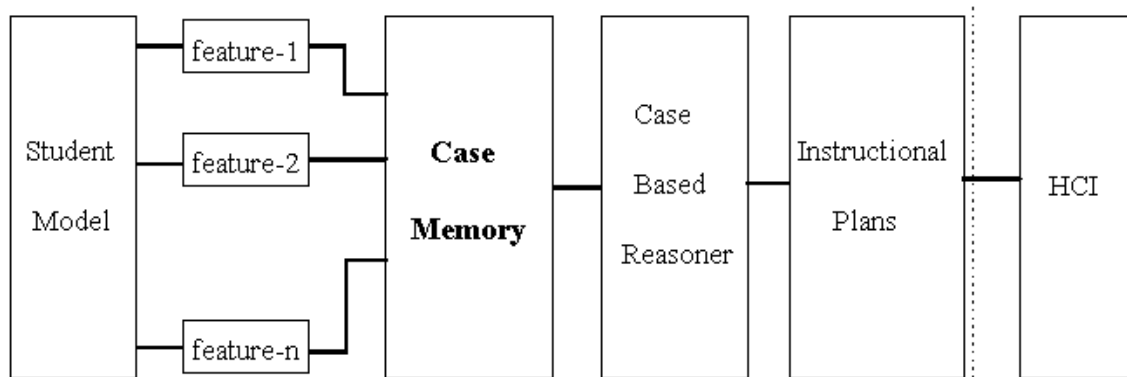 Student
Model
feature-1
feature-2
feature-n
Case
Memory
Case
Based
Reasoner
Instructional
Plans
HCI